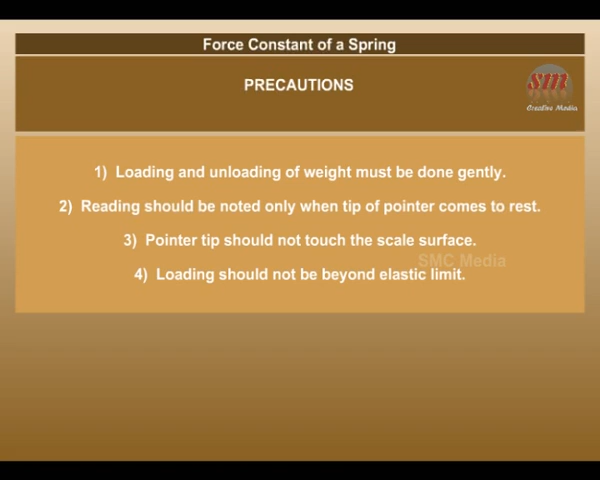 Force Constant of a Spring
PRECAUTIONS
sm
Creative Media
1) Loading and unloading of weight must be done gently.
2) Reading should be noted only when tip of pointer comes to rest.
3) Pointer tip should not touch the scale surface.
SMC Media
4) Loading should not be beyond elastic limit.